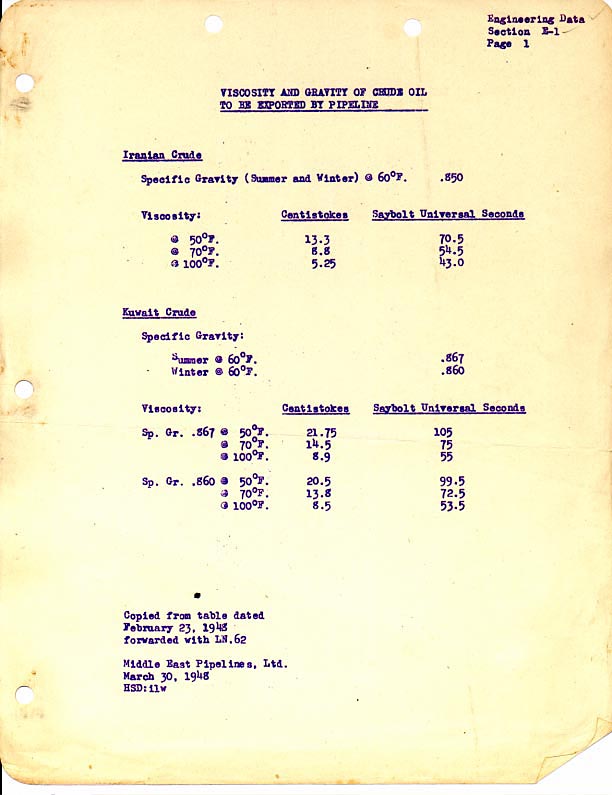 Engineering Data
Section E-1
Page 1
VISCOSITY AND GRAVITY OF CRUDE OIL
TO BE EXPORTED BY PIPELINE
Iranian Crude
Specific Gravity (Summer and Winter) @ 60°F. .850
Viscosity: Centistokes Saybolt Universal Seconds
@ 50°F. 13.3 70.5
@ 70°F. 8.8 54.5
@ 100°F. 5.25 43.0
Kuwait Crude
Specific Gravity:
Summer @ 60°F. .867
Winter @ 60°F. .860
Viscosity: Centistokes Saybolt Universal Seconds
Sp. Gr. .867 @ 50°F. 21.75 105
@ 70°F. 14.5 75
@ 100°F. 8.9 55
Sp. Gr. .860 @ 50°F. 20.5 99.5
@ 70°F. 13.8 72.5
@ 100°F. 8.5 53.5
Copied from table dated
February 23, 1948
forwarded with LN.62
Middle East Pipelines, Ltd.
March 30, 1948
HSD:ilw